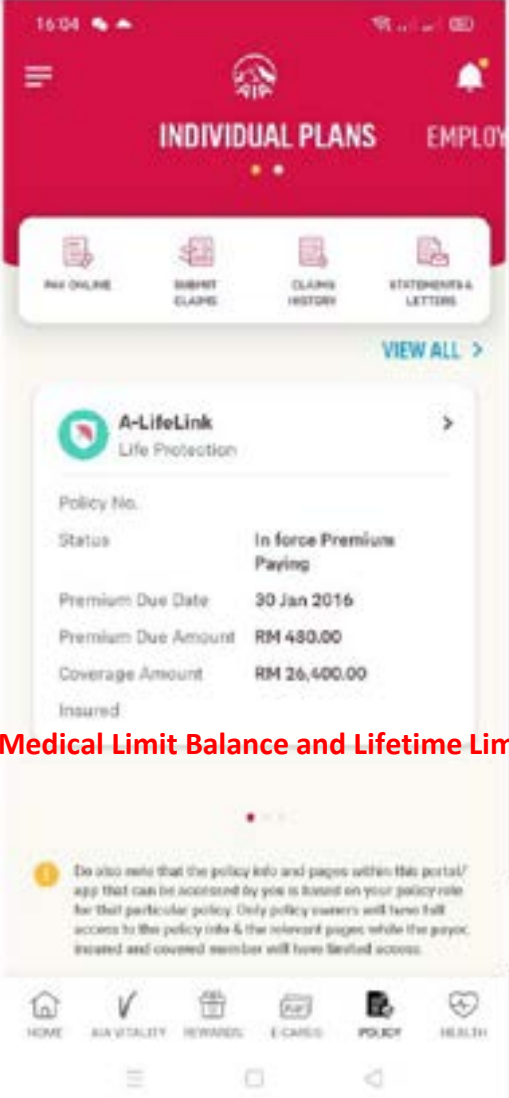 16:04
AIA
INDIVIDUAL PLANS EMPLOY
PAY ONLINE
SUBMIT CLAIMS
CLAIMS HISTORY
STATEMENTS & LETTERS
VIEW ALL >
A-LifeLink >
Life Protection
Policy No.
Status In force Premium
Paying
Premium Due Date 30 Jan 2016
Premium Due Amount RM 480.00
Coverage Amount RM 26,400.00
Insured
Medical Limit Balance and Lifetime Lim
Do also note that the policy info and pages within this portal/
app that can be accessed by you is based on your policy role
for that particular policy. Only policy owners will have full
access to the policy info & the relevant pages while the payor,
insured and covered member will have limited access.
HOME AIA VITALITY REWARDS E-CARDS POLICY HEALTH